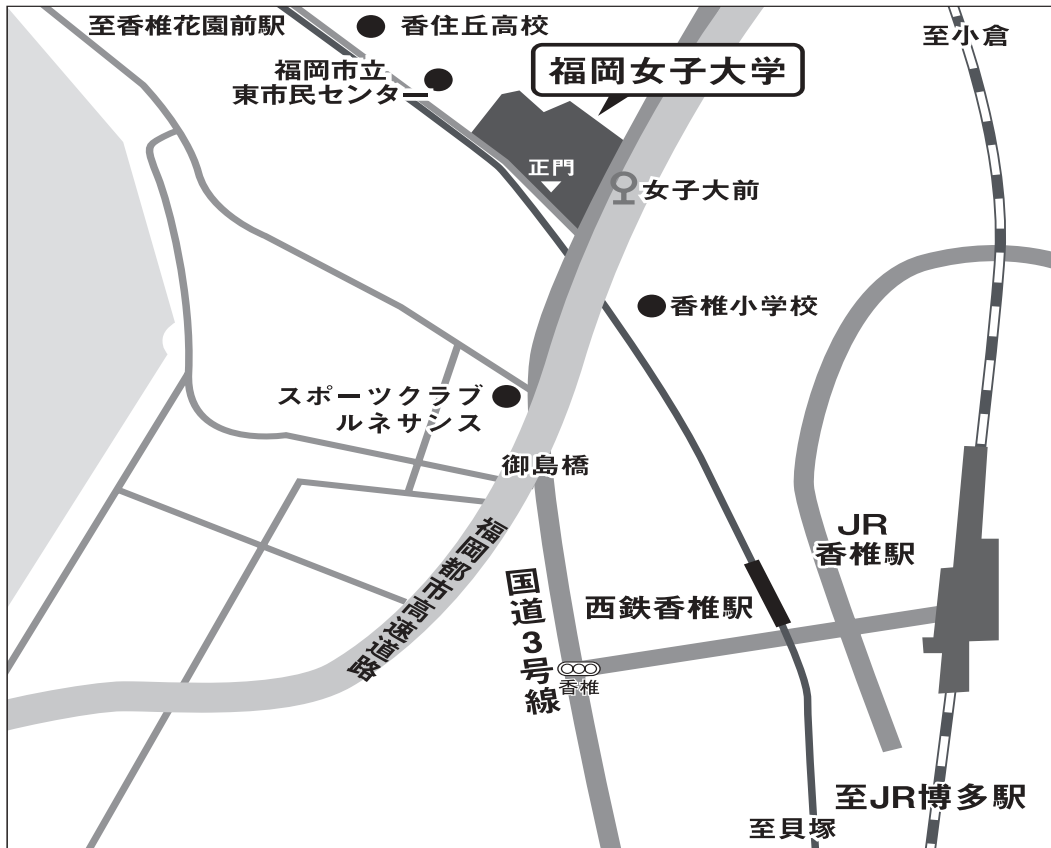 至香椎花園前駅
香住丘高校
至小倉
福岡市立
東市民センター
福岡女子大学
正門
女子大前
香椎小学校
スポーツクラブ
ルネサンス
御島橋
福岡都市高速道路
国道3号線
JR
香椎駅
西鉄香椎駅
香椎
至JR博多駅
至貝塚